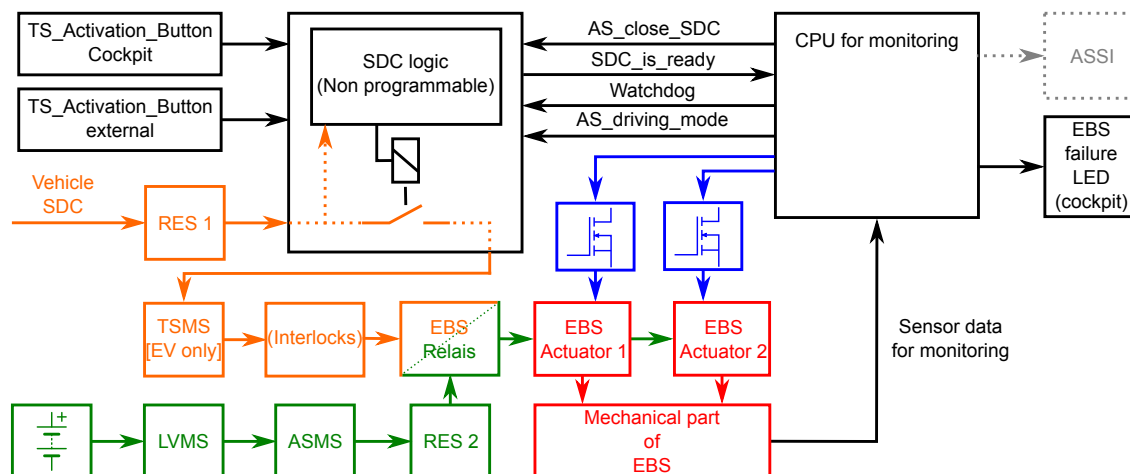 TS_Activation_Button
Cockpit
TS_Activation_Button
external
SDC logic
(Non programmable)
AS_close_SDC
SDC_is_ready
Watchdog
AS_driving_mode
CPU for monitoring
ASSI
EBS
failure
LED
(cockpit)
Vehicle
SDC
RES 1
TSMS
[EV only]
(Interlocks)
EBS
Relais
EBS
Actuator 1
EBS
Actuator 2
Sensor data
for monitoring
+
LVMS
ASMS
RES 2
Mechanical part
of
EBS